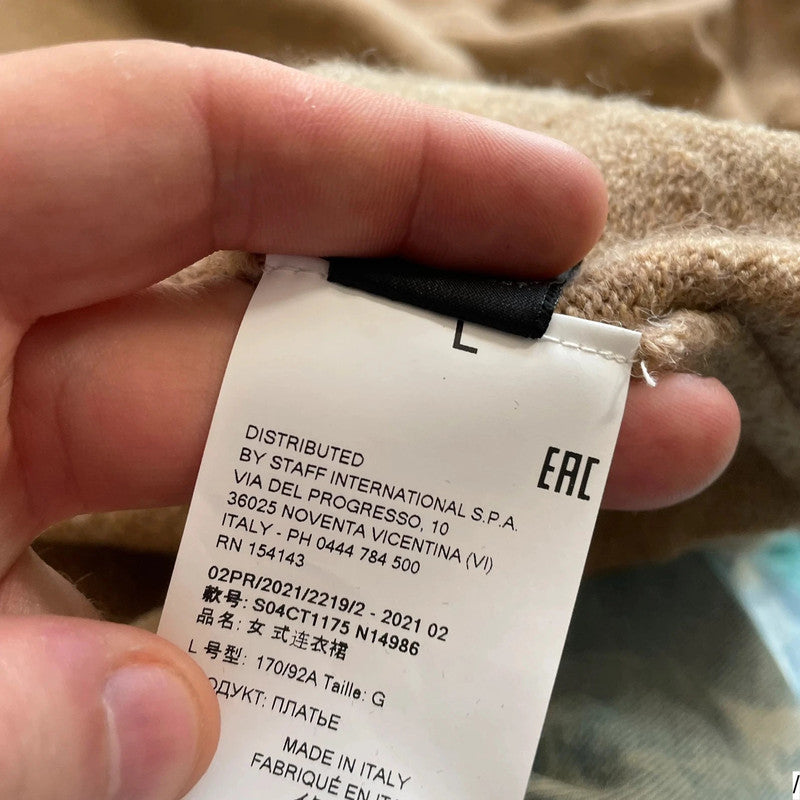 L
EAC
DISTRIBUTED
BY STAFF INTERNATIONAL S.P.A.
VIA DEL PROGRESSO, 10
36025 NOVENTA VICENTINA (VI)
ITALY - PH 0444 784 500
RN 154143
02PR/2021/2219/2 - 2021 02
款号: S04CT1175 N14986
品名: 女 式连衣裙
L 号型: 170/92A Taille: G
ОДУКТ: ПЛАТЬЕ
MADE IN ITALY
FABRIQUÉ EN IT